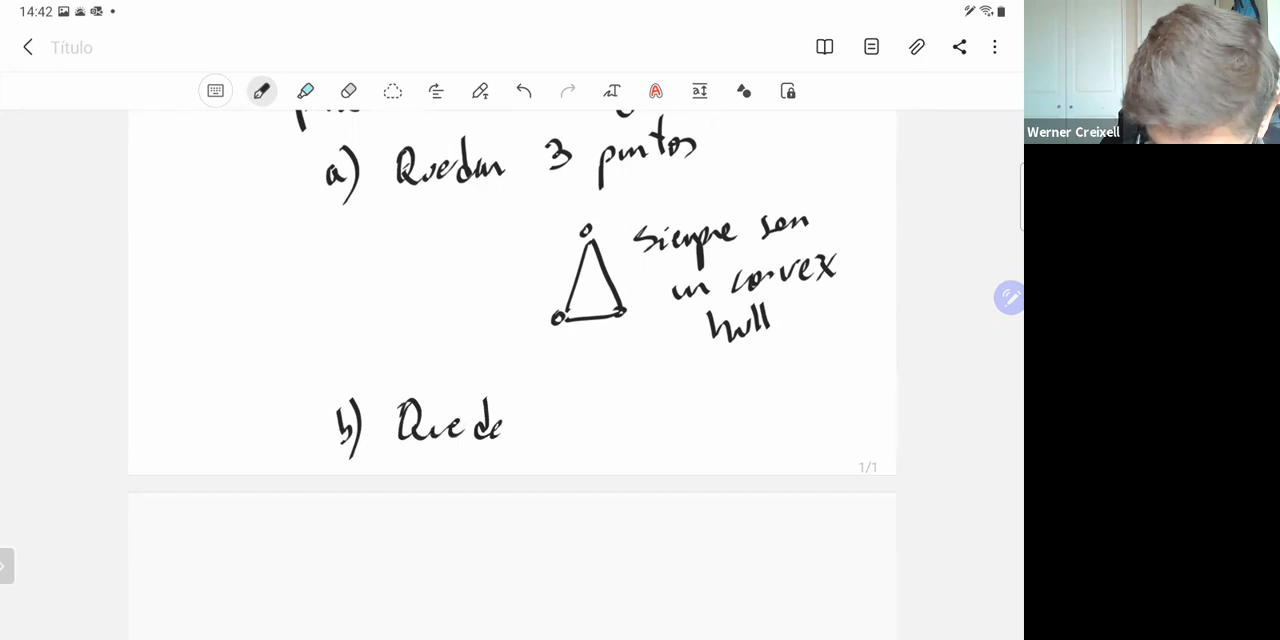 14:42
Título
a) Quedan 3 puntos
siempre son
un convex
hull
b) Quede
1/1
Werner Creixell